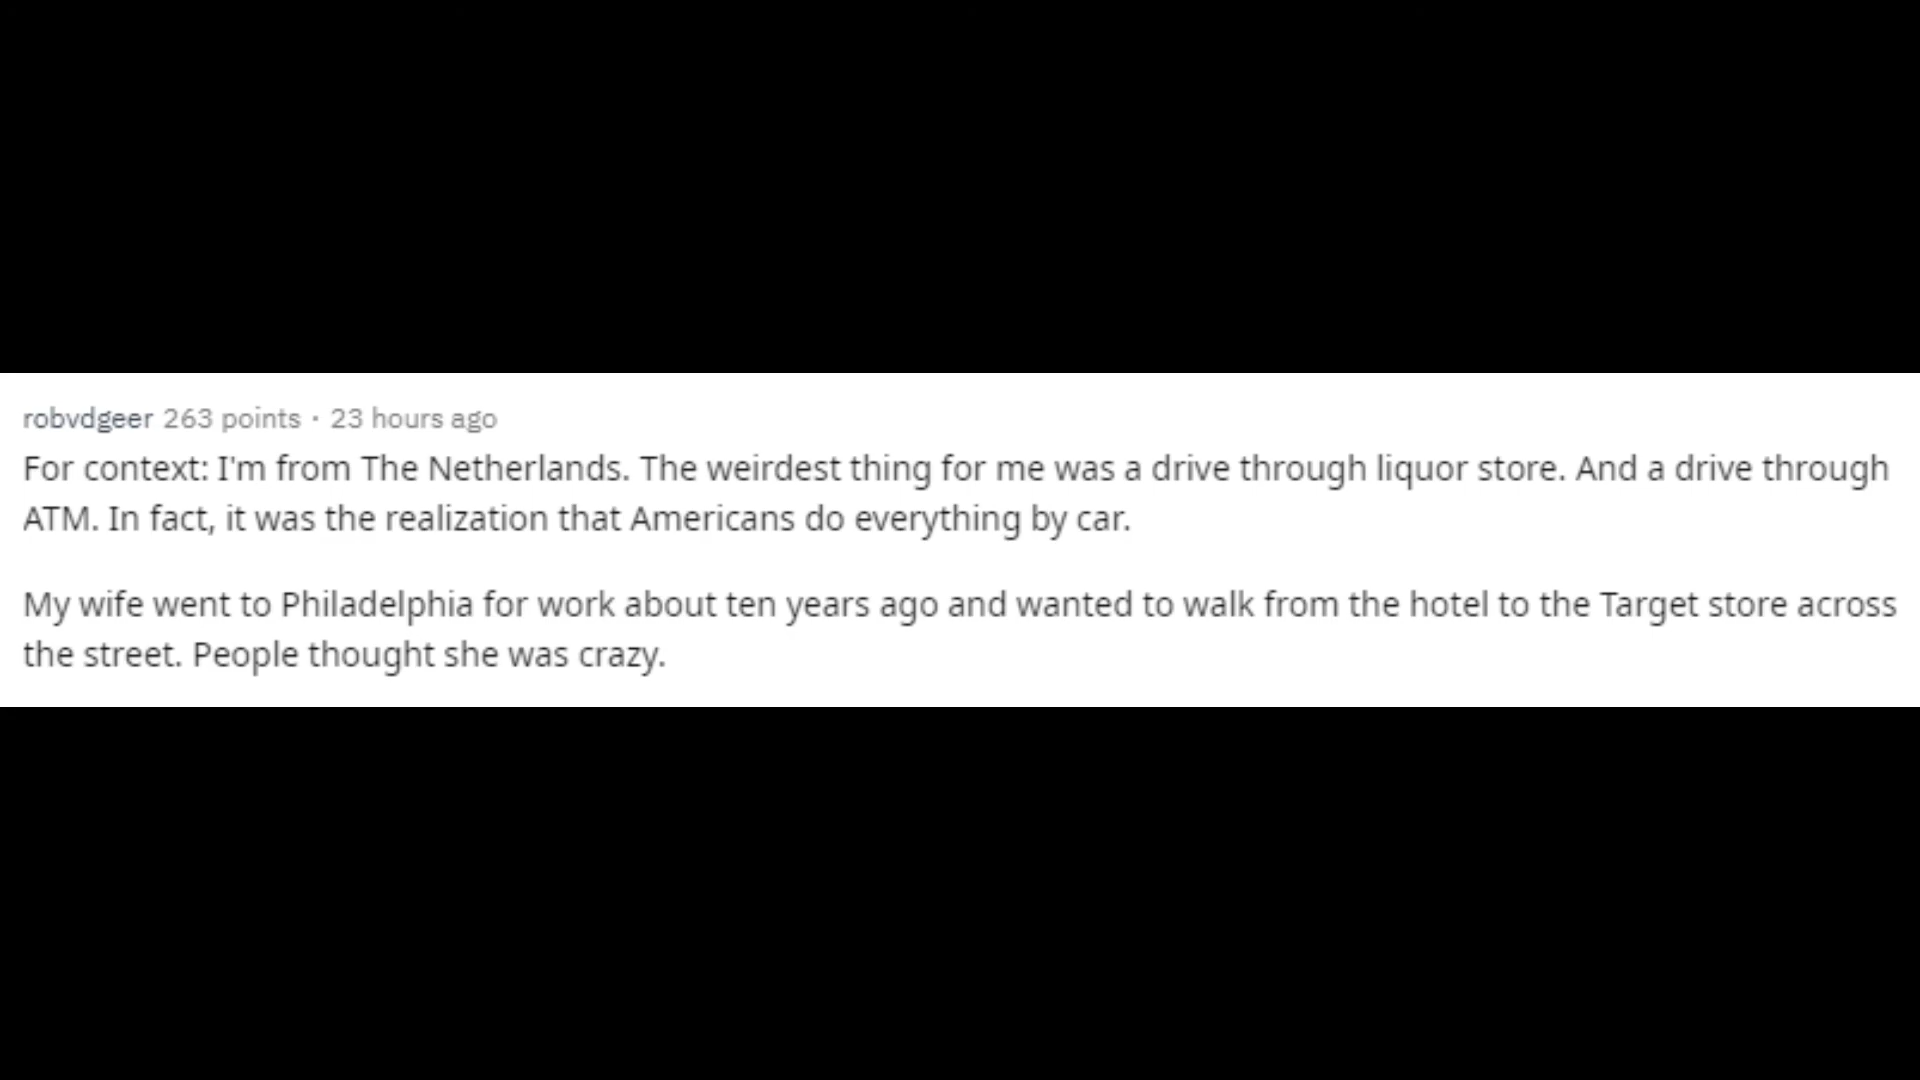 robvdgeer 263 points · 23 hours ago
For context: I'm from The Netherlands. The weirdest thing for me was a drive through liquor store. And a drive through
ATM. In fact, it was the realization that Americans do everything by car.
My wife went to Philadelphia for work about ten years ago and wanted to walk from the hotel to the Target store across
the street. People thought she was crazy.